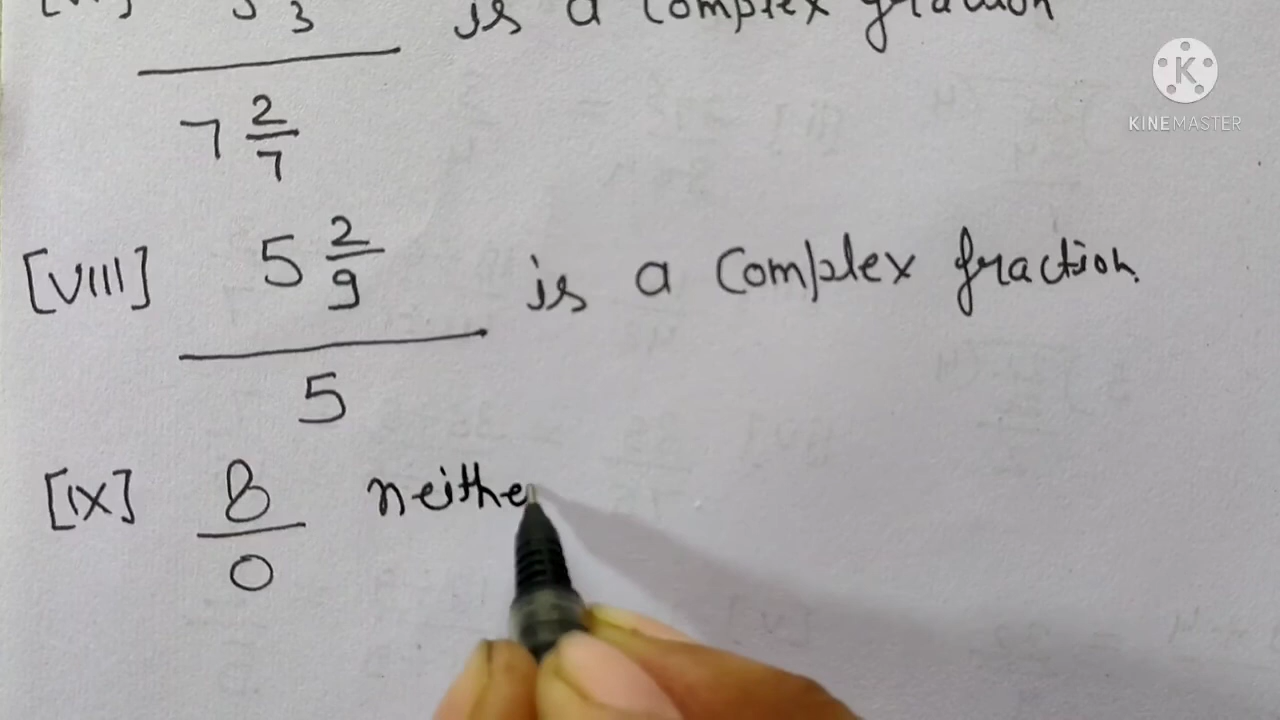 3 is a complex fraction
7 2/7
[VIII] 5 2/9 is a complex fraction.
5
[IX] 8 neithe
0
KINEMASTER